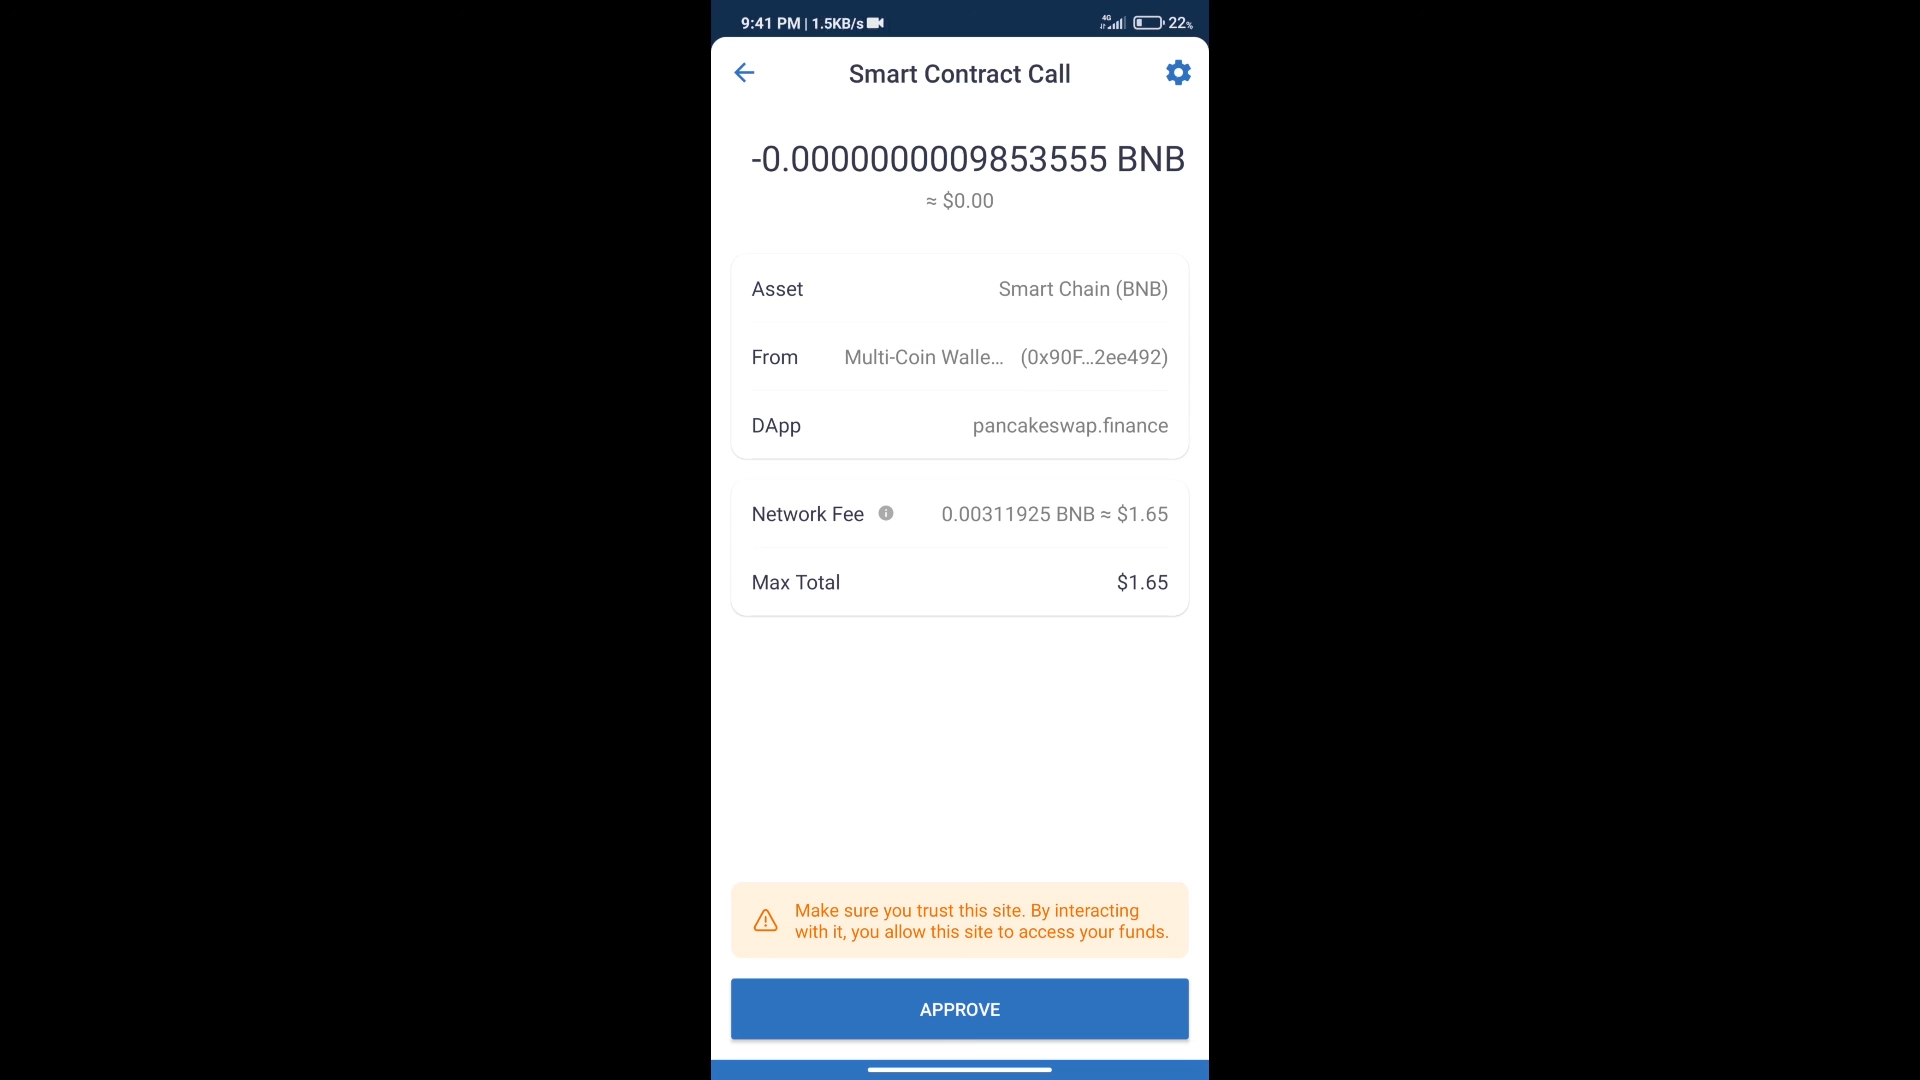 9:41 PM | 1.5KB/s 4G 22%
Smart Contract Call
-0.0000000009853555 BNB
≈ $0.00
Asset Smart Chain (BNB)
From Multi-Coin Walle... (0x90F...2ee492)
DApp pancakeswap.finance
Network Fee 0.00311925 BNB ≈ $1.65
Max Total $1.65
Make sure you trust this site. By interacting
with it, you allow this site to access your funds.
APPROVE